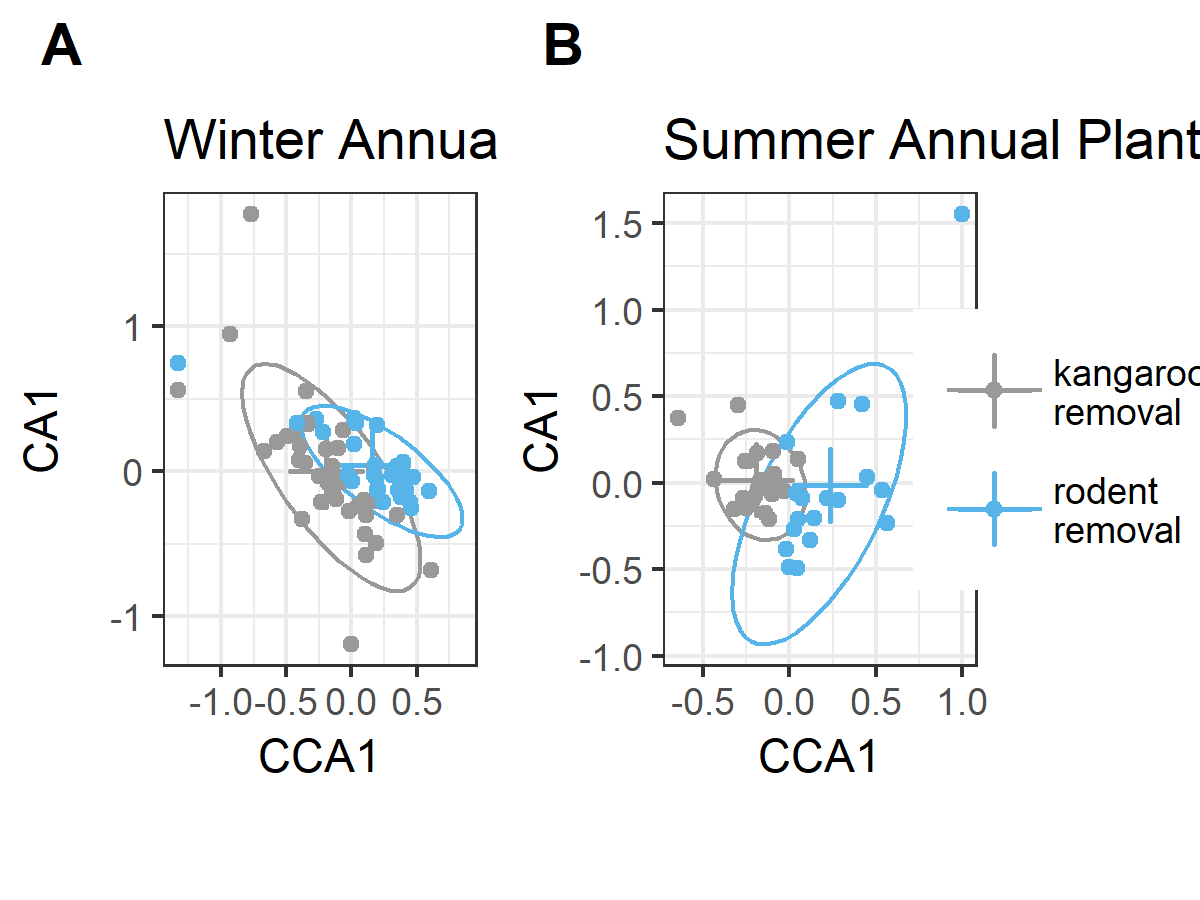 A
B
Winter Annua
Summer Annual Plant
CA1
1
0
-1
-1.0 -0.5 0.0 0.5
CCA1
CA1
1.5
1.0
0.5
0.0
-0.5
-1.0
-0.5 0.0 0.5 1.0
CCA1
kangaroo
removal
rodent
removal